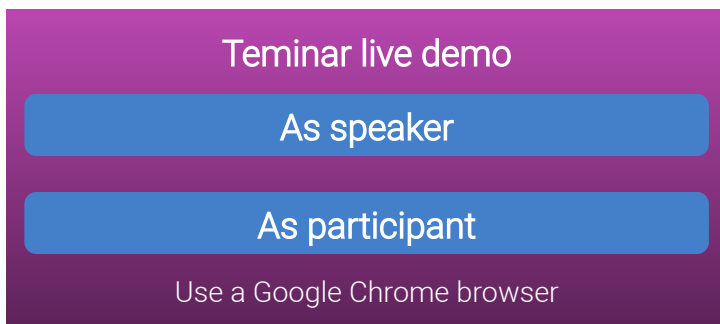 Teminar live demo
As speaker
As participant
Use a Google Chrome browser